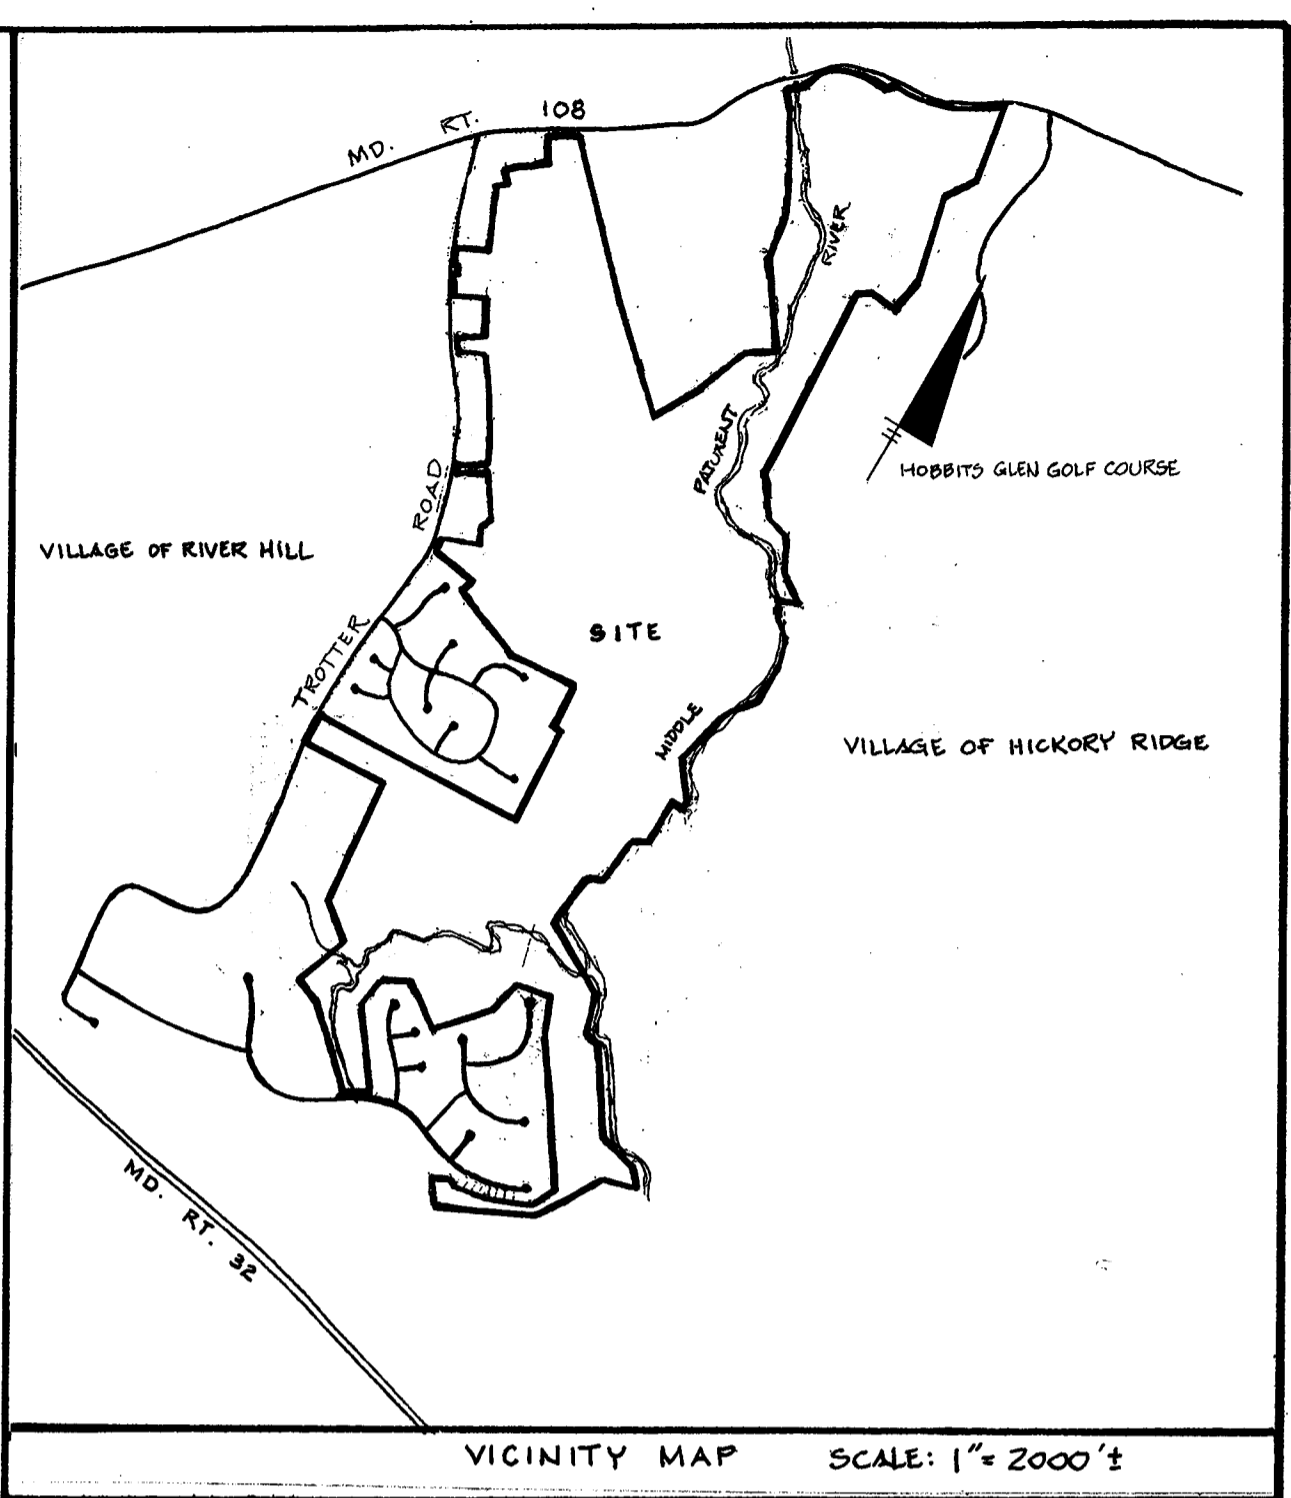 MD. RT. 108
RIVER
PATUXENT
HOBBITS GLEN GOLF COURSE
ROAD
VILLAGE OF RIVER HILL
SITE
TROTTER
MIDDLE
VILLAGE OF HICKORY RIDGE
MD. RT. 32
VICINITY MAP SCALE: 1"= 2000'±